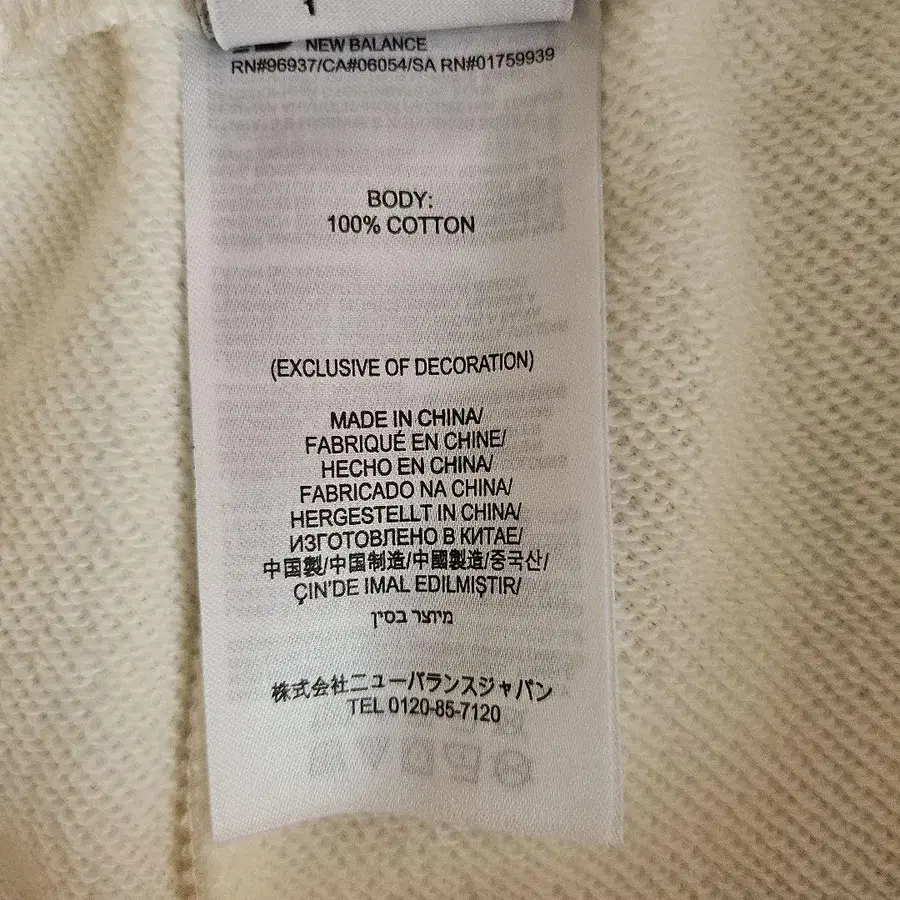 1
NEW BALANCE
RN#96937/CA#06054/SA RN#01759939
BODY:
100% COTTON
(EXCLUSIVE OF DECORATION)
MADE IN CHINA/
FABRIQUÉ EN CHINE/
HECHO EN CHINA/
FABRICADO NA CHINA/
HERGESTELLT IN CHINA/
ИЗГОТОВЛЕНО В КИТАЕ/
中国製/中国制造/中國製造/중국산/
ÇIN'DE IMAL EDILMIŞTIR/
מיוצר בסין
株式会社ニューバランスジャパン
TEL 0120-85-7120